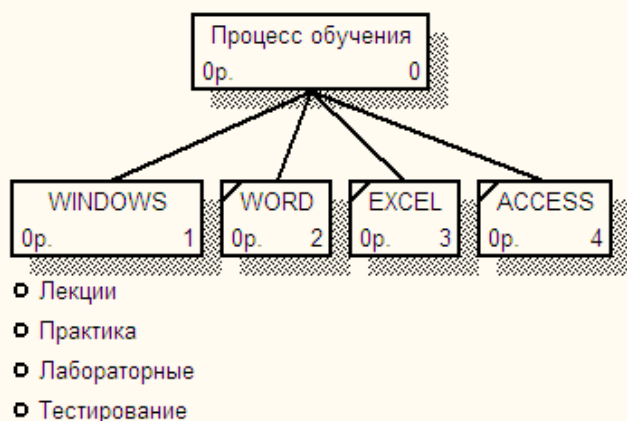 Процесс обучения
0р. 0
WINDOWS WORD EXCEL ACCESS
0р. 1 0р. 2 0р. 3 0р. 4
Лекции
Практика
Лабораторные
Тестирование